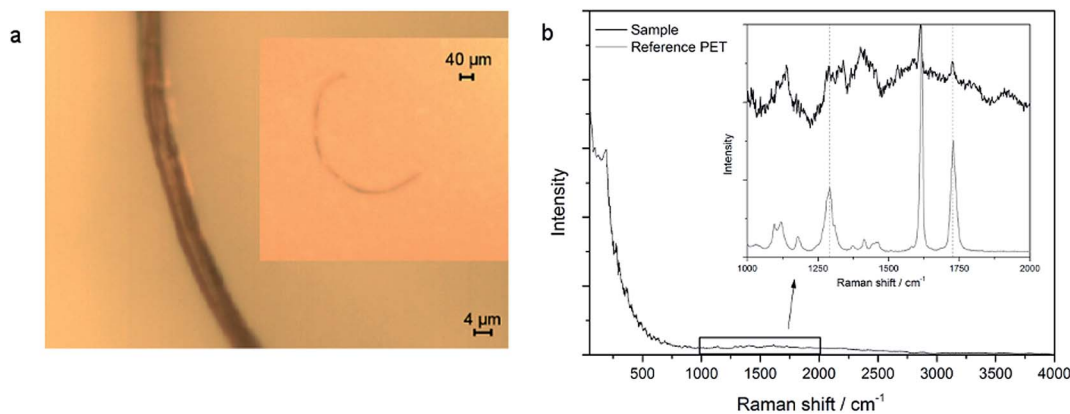 a
40 µm
4 µm
b
Sample
Reference PET
Intensity
1000 1250 1500 1750 2000
Raman shift / cm
Intensity
500 1000 1500 2000 2500 3000 3500 4000
Raman shift / cm⁻¹